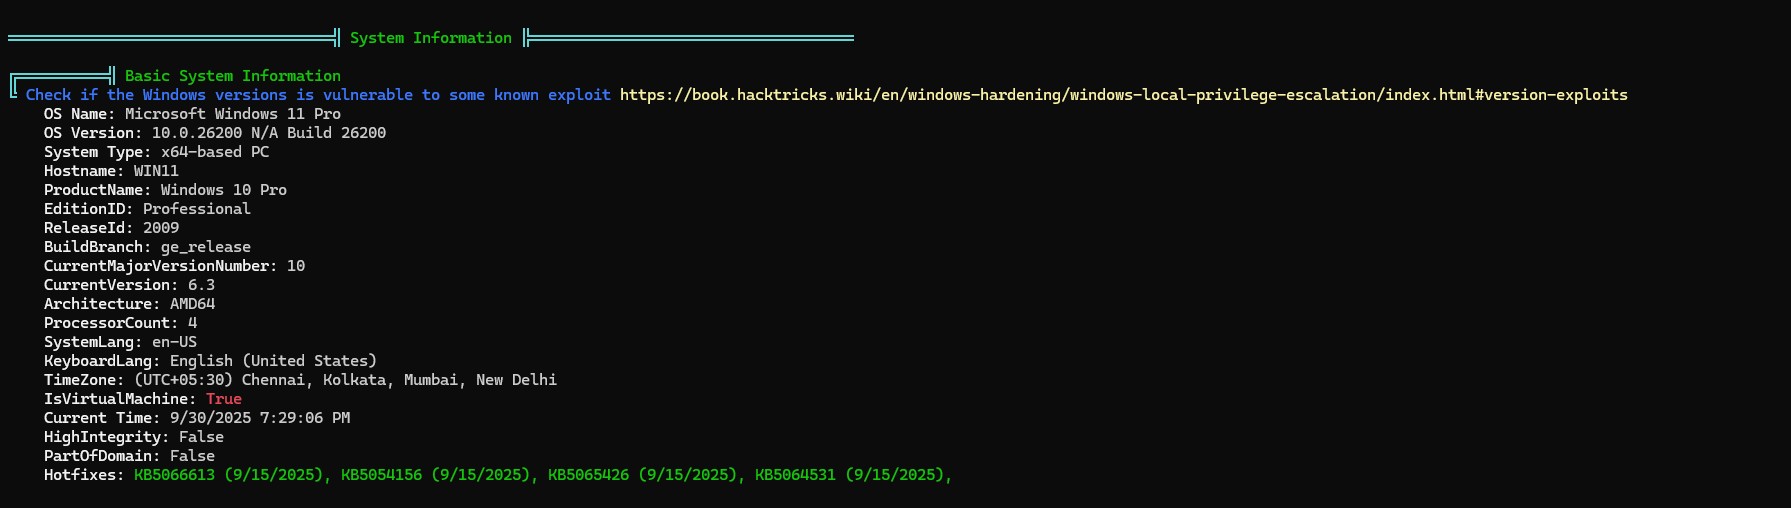 ════════════════════════════════════╣ System Information ╠════════════════════════════════════
╔═══════════╣ Basic System Information
╚ Check if the Windows versions is vulnerable to some known exploit https://book.hacktricks.wiki/en/windows-hardening/windows-local-privilege-escalation/index.html#version-exploits
OS Name: Microsoft Windows 11 Pro
OS Version: 10.0.26200 N/A Build 26200
System Type: x64-based PC
Hostname: WIN11
ProductName: Windows 10 Pro
EditionID: Professional
ReleaseId: 2009
BuildBranch: ge_release
CurrentMajorVersionNumber: 10
CurrentVersion: 6.3
Architecture: AMD64
ProcessorCount: 4
SystemLang: en-US
KeyboardLang: English (United States)
TimeZone: (UTC+05:30) Chennai, Kolkata, Mumbai, New Delhi
IsVirtualMachine: True
Current Time: 9/30/2025 7:29:06 PM
HighIntegrity: False
PartOfDomain: False
Hotfixes: KB5066613 (9/15/2025), KB5054156 (9/15/2025), KB5065426 (9/15/2025), KB5064531 (9/15/2025),